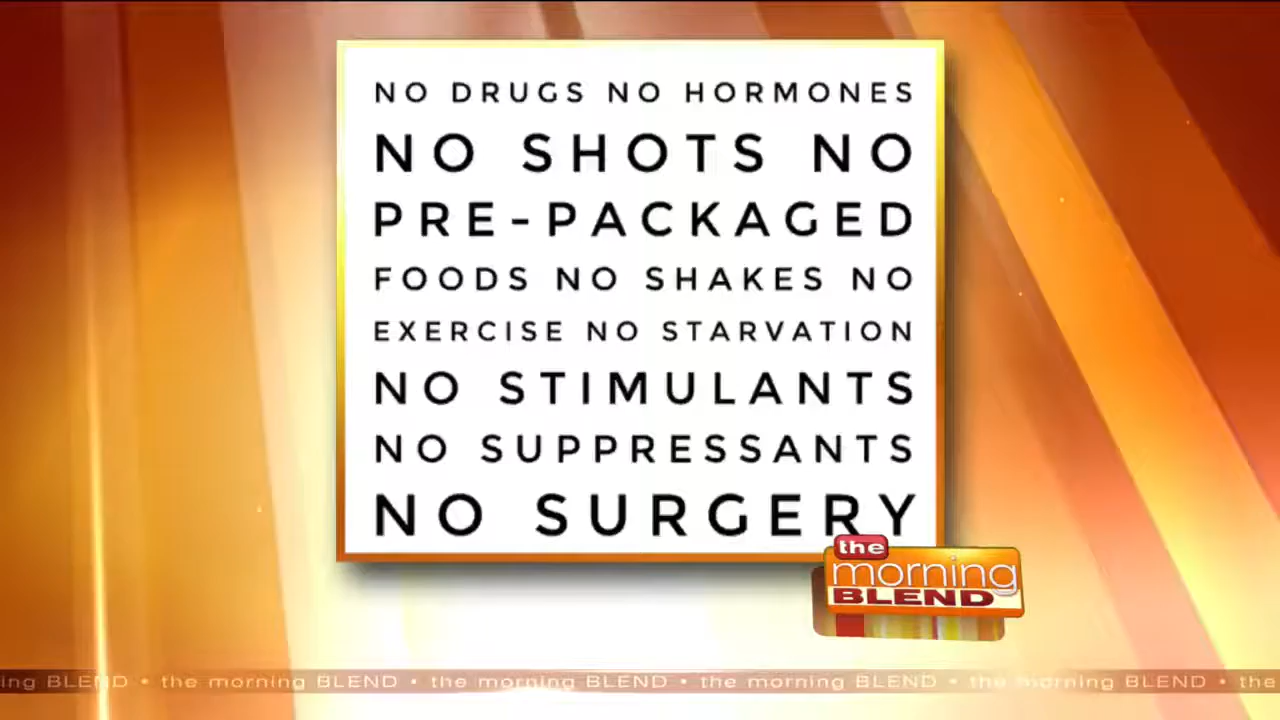 NO DRUGS NO HORMONES
NO SHOTS NO
PRE-PACKAGED
FOODS NO SHAKES NO
EXERCISE NO STARVATION
NO STIMULANTS
NO SUPPRESSANTS
NO SURGERY
the
morning
BLEND
ing BLEND • the morning BLEND • the morning BLEND • the morning BLEND • the morning BLEND • the